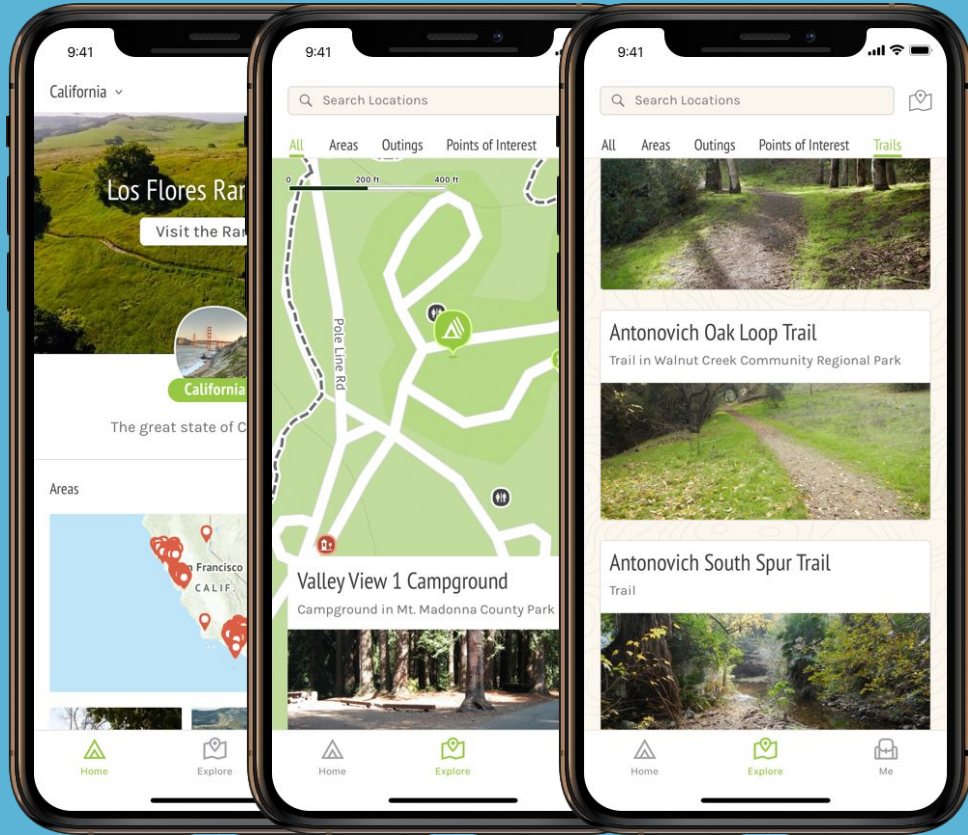 9:41
California
Los Flores Ran
Visit the Ran
California
The great state of C
Areas
Francisco
CALIF.
Home
Explore
9:41
Search Locations
All Areas Outings Points of Interest
0 200 ft 400 ft
Pole Line Rd
Valley View 1 Campground
Campground in Mt. Madonna County Park
Home
Explore
9:41
Search Locations
All Areas Outings Points of Interest Trails
Antonovich Oak Loop Trail
Trail in Walnut Creek Community Regional Park
Antonovich South Spur Trail
Trail
Home
Explore
Me